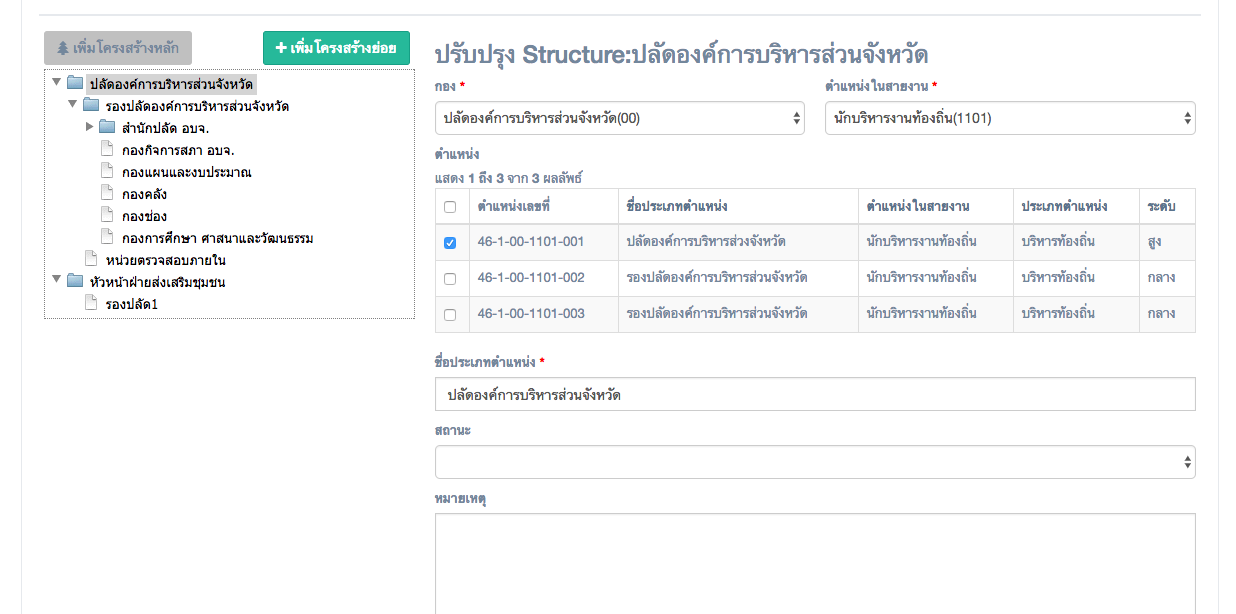 เพิ่มโครงสร้างหลัก
เพิ่มโครงสร้างย่อย
ปลัดองค์การบริหารส่วนจังหวัด
รองปลัดองค์การบริหารส่วนจังหวัด
สำนักปลัด อบจ.
กองกิจการสภา อบจ.
กองแผนและงบประมาณ
กองคลัง
กองช่อง
กองการศึกษา ศาสนาและวัฒนธรรม
หน่วยตรวจสอบภายใน
หัวหน้าฝ่ายส่งเสริมชุมชน
รองปลัด1
ปรับปรุง Structure:ปลัดองค์การบริหารส่วนจังหวัด
กอง * ตำแหน่งในสายงาน *
ปลัดองค์การบริหารส่วนจังหวัด(00) นักบริหารงานท้องถิ่น(1101)
ตำแหน่ง
แสดง 1 ถึง 3 จาก 3 ผลลัพธ์
ตำแหน่งเลขที่ ชื่อประเภทตำแหน่ง ตำแหน่งในสายงาน ประเภทตำแหน่ง ระดับ
46-1-00-1101-001 ปลัดองค์การบริหาร​ส่วงจังหวัด นักบริหารงานท้องถิ่น บริหารท้องถิ่น สูง
46-1-00-1101-002 รองปลัดองค์การบริหารส่วนจังหวัด นักบริหารงานท้องถิ่น บริหารท้องถิ่น กลาง
46-1-00-1101-003 รองปลัดองค์การบริหารส่วนจังหวัด นักบริหารงานท้องถิ่น บริหารท้องถิ่น กลาง
ชื่อประเภทตำแหน่ง *
ปลัดองค์การบริหารส่วนจังหวัด
สถานะ
หมายเหตุ